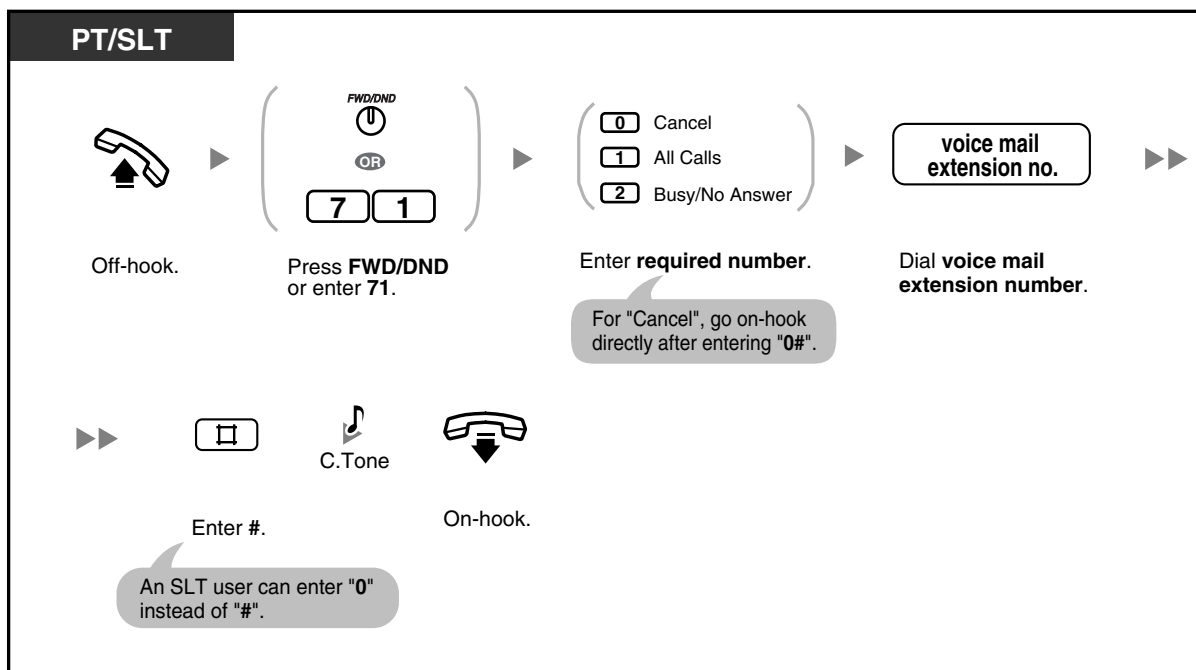 PT/SLT
FWD/DND
OR
7 1
0 Cancel
1 All Calls
2 Busy/No Answer
voice mail
extension no.
Off-hook.
Press FWD/DND
or enter 71.
Enter required number.
For "Cancel", go on-hook
directly after entering "0#".
Dial voice mail
extension number.
#
C.Tone
Enter #.
On-hook.
An SLT user can enter "0"
instead of "#".